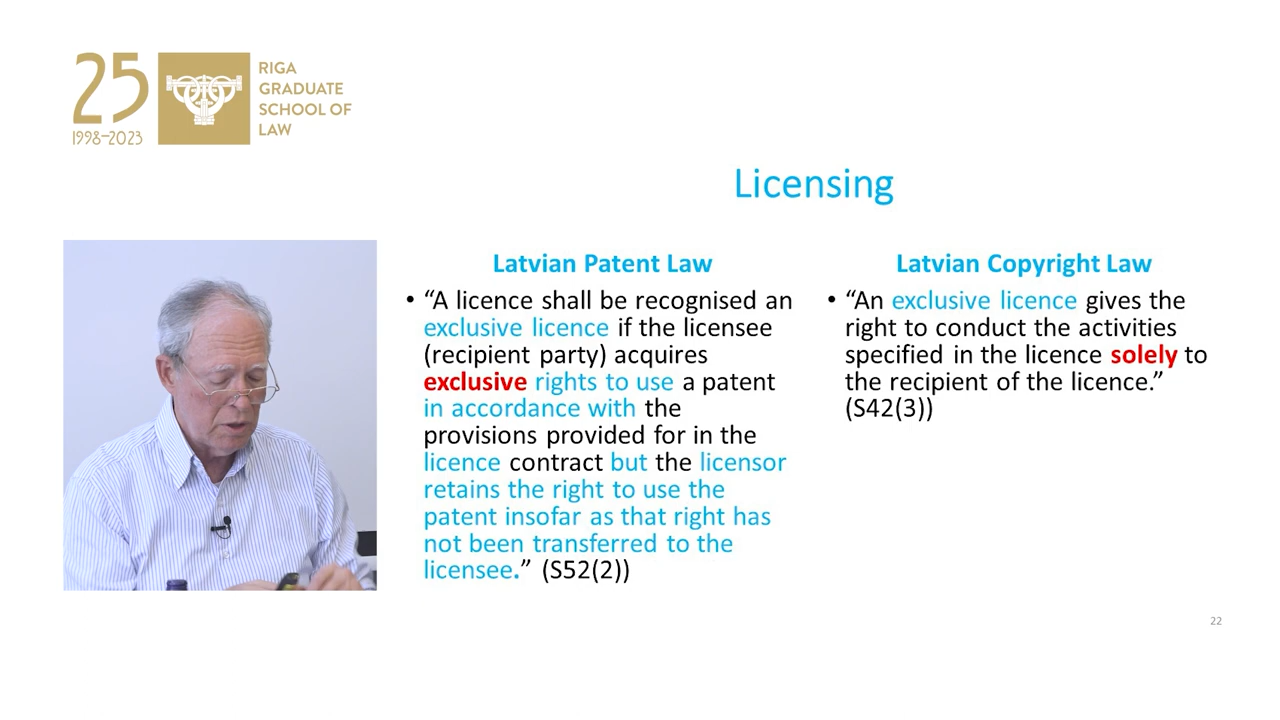 25
1998–2023
RIGA
GRADUATE
SCHOOL OF
LAW
Licensing
Latvian Patent Law
• “A licence shall be recognised an
exclusive licence if the licensee
(recipient party) acquires
exclusive rights to use a patent
in accordance with the
provisions provided for in the
licence contract but the licensor
retains the right to use the
patent insofar as that right has
not been transferred to the
licensee.” (S52(2))
Latvian Copyright Law
• “An exclusive licence gives the
right to conduct the activities
specified in the licence solely to
the recipient of the licence.”
(S42(3))
22